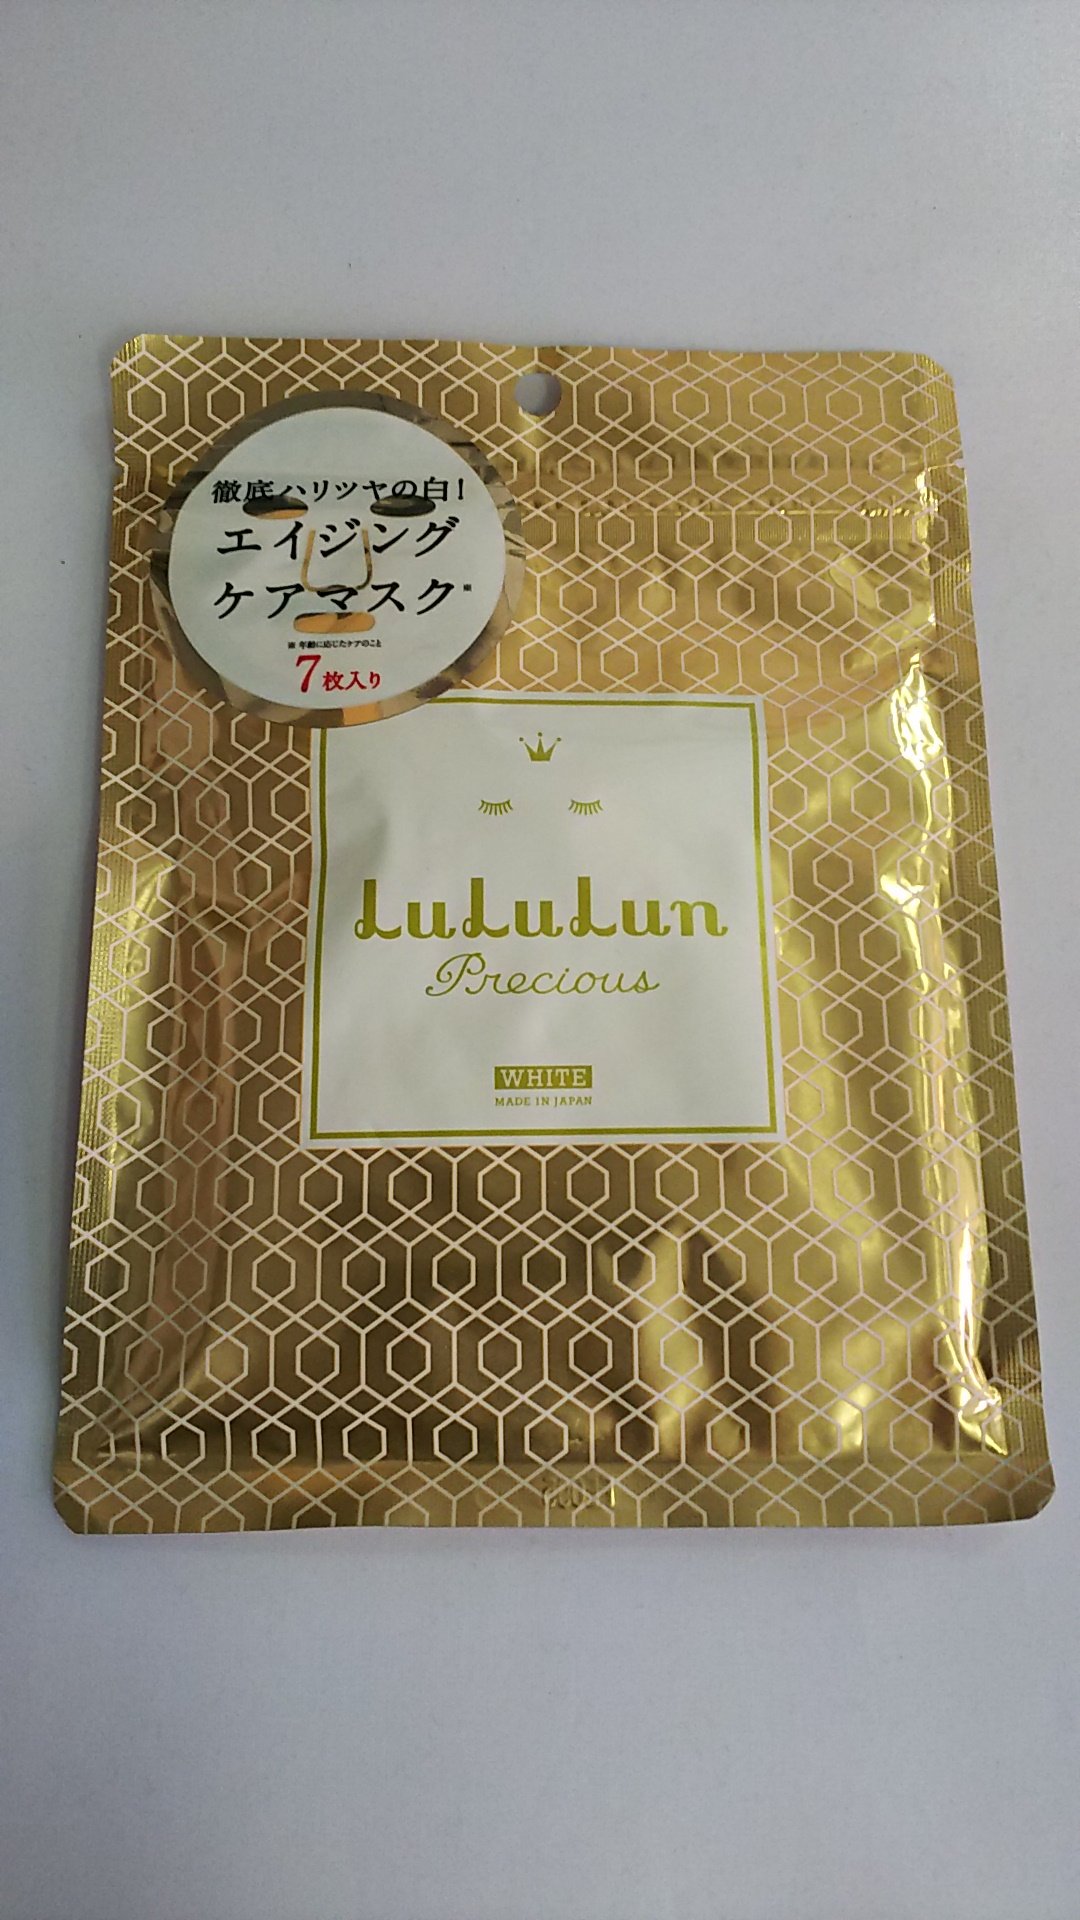 徹底ハリツヤの白!
エイジング
ケアマスク※
※ 年齢に応じたケアのこと
7枚入り
LuLuLun
Precious
WHITE
MADE IN JAPAN